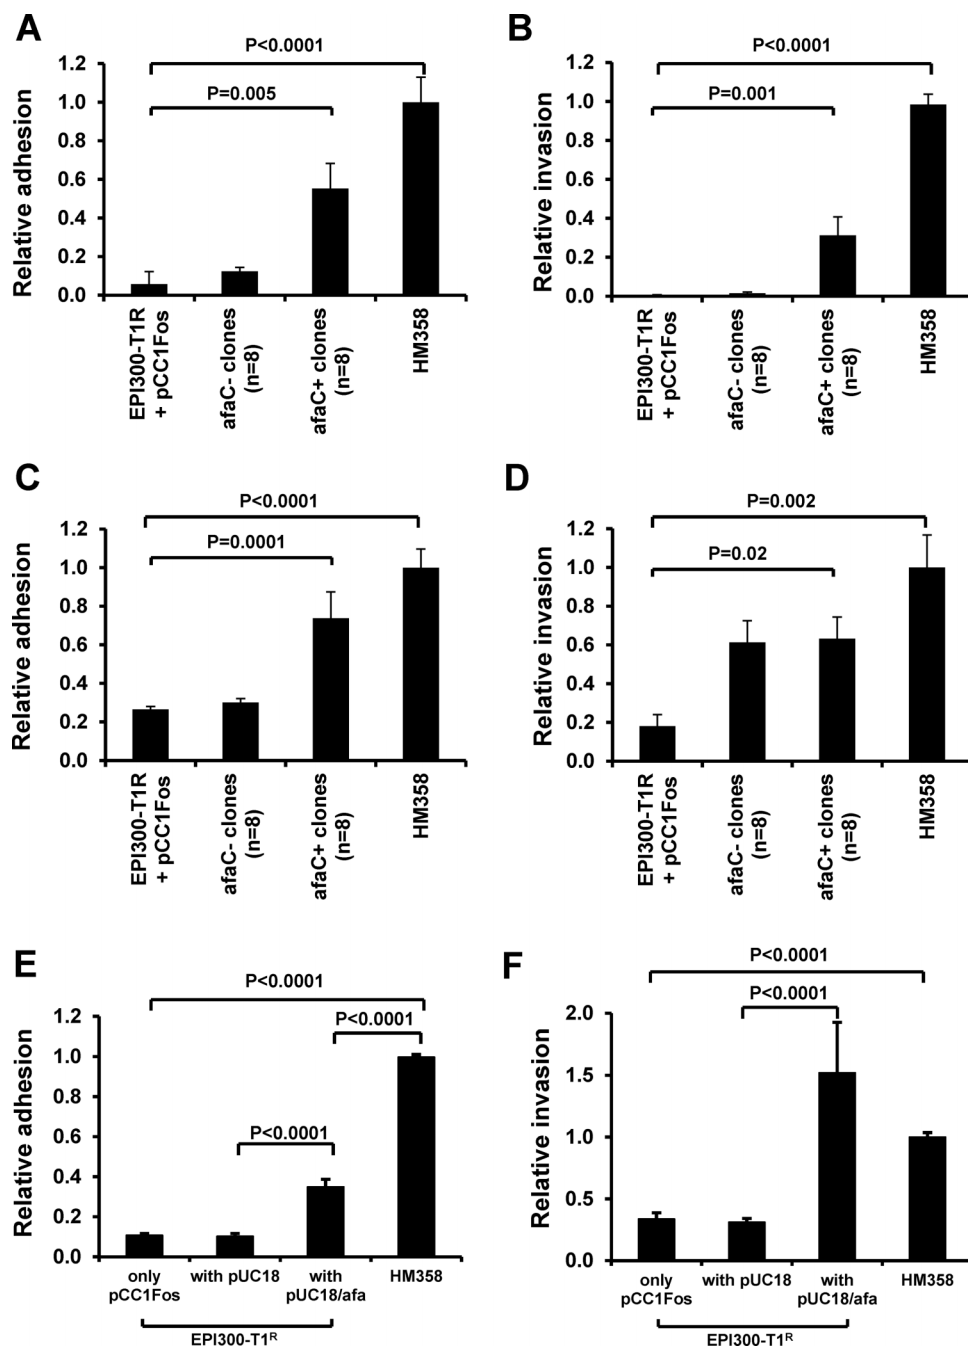 A
P<0.0001
P=0.005
Relative adhesion
1.2
1.0
0.8
0.6
0.4
0.2
0.0
EPI300-T1R
+ pCC1Fos
afaC- clones
(n=8)
afaC+ clones
(n=8)
HM358
B
P<0.0001
P=0.001
Relative invasion
1.2
1.0
0.8
0.6
0.4
0.2
0.0
EPI300-T1R
+ pCC1Fos
afaC- clones
(n=8)
afaC+ clones
(n=8)
HM358
C
P<0.0001
P=0.0001
Relative adhesion
1.2
1.0
0.8
0.6
0.4
0.2
0.0
EPI300-T1R
+ pCC1Fos
afaC- clones
(n=8)
afaC+ clones
(n=8)
HM358
D
P=0.002
P=0.02
Relative invasion
1.2
1.0
0.8
0.6
0.4
0.2
0.0
EPI300-T1R
+ pCC1Fos
afaC- clones
(n=8)
afaC+ clones
(n=8)
HM358
E
P<0.0001
P<0.0001
P<0.0001
Relative adhesion
1.2
1.0
0.8
0.6
0.4
0.2
0.0
only
pCC1Fos
with pUC18
with
pUC18/afa
HM358
EPI300-T1ᴿ
F
P<0.0001
P<0.0001
Relative invasion
2.0
1.5
1.0
0.5
0.0
only
pCC1Fos
with pUC18
with
pUC18/afa
HM358
EPI300-T1ᴿ